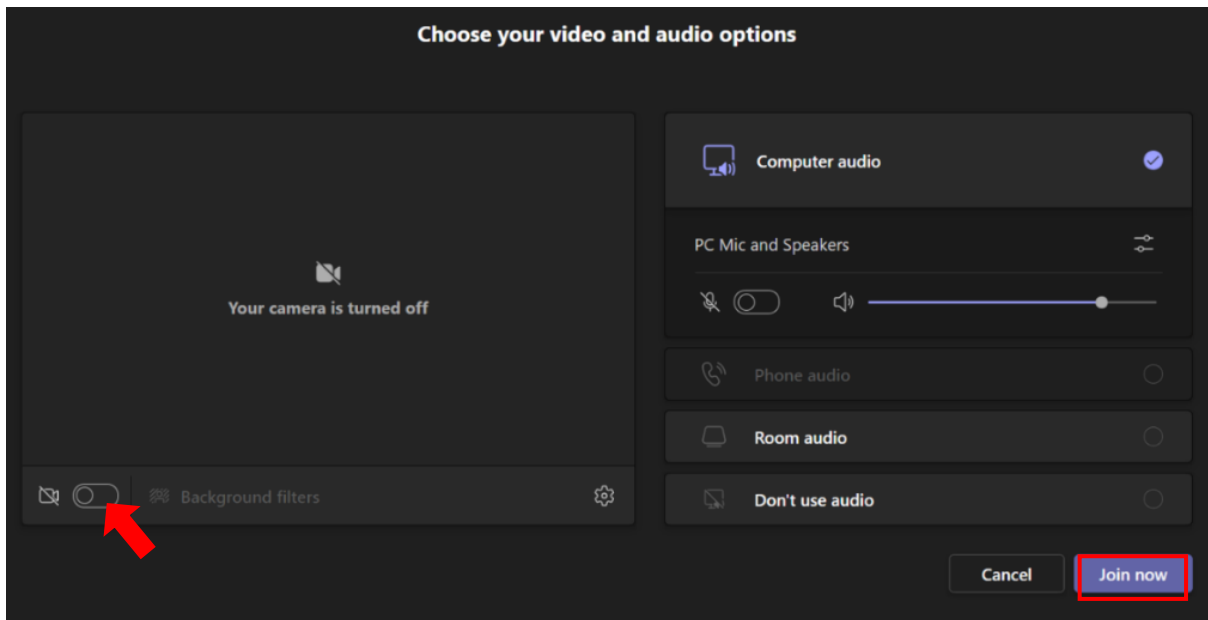 Choose your video and audio options
Your camera is turned off
Background filters
Computer audio
PC Mic and Speakers
Phone audio
Room audio
Don't use audio
Cancel
Join now